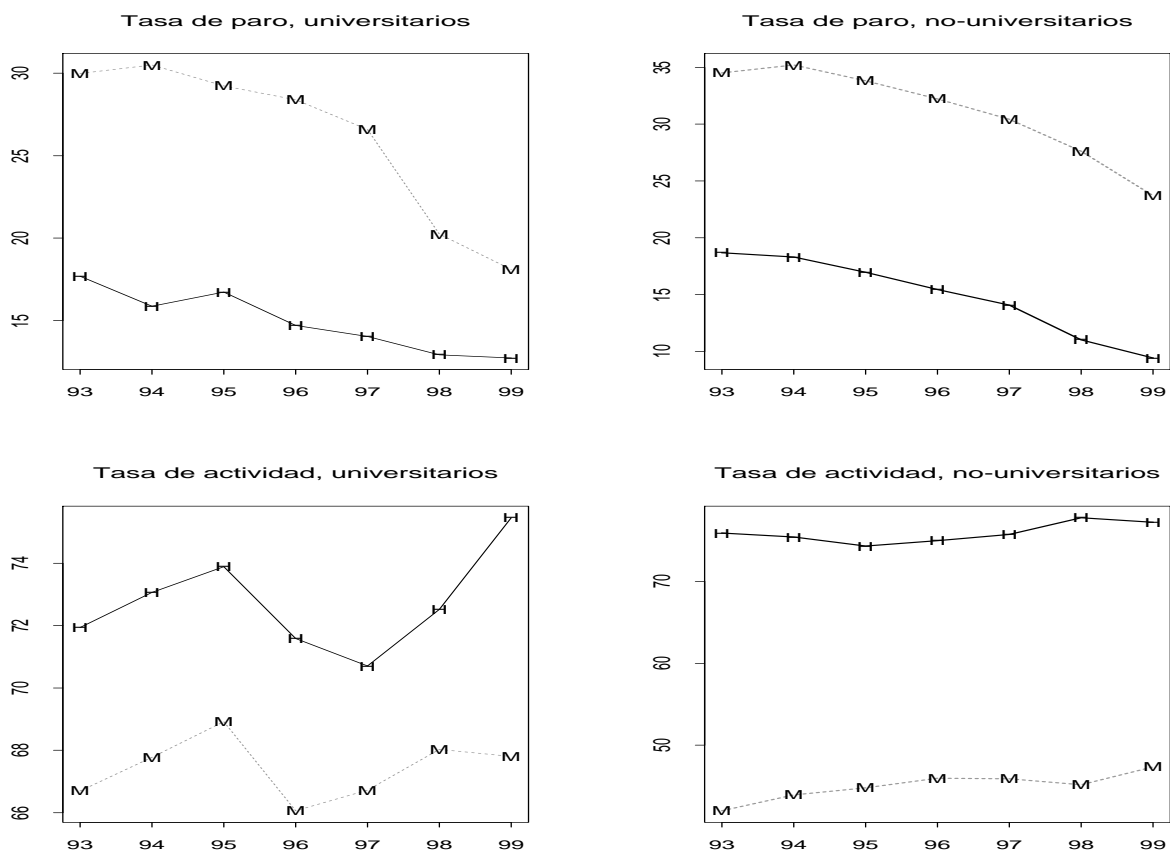 Tasa de paro, universitarios
30
25
20
15
M M M M M M M
H H H H H H H
93 94 95 96 97 98 99
Tasa de paro, no-universitarios
35
30
25
20
15
10
M M M M M M M
H H H H H H H
93 94 95 96 97 98 99
Tasa de actividad, universitarios
74
72
70
68
66
H H H H H H H
M M M M M M M
93 94 95 96 97 98 99
Tasa de actividad, no-universitarios
70
60
50
H H H H H H H
M M M M M M M
93 94 95 96 97 98 99